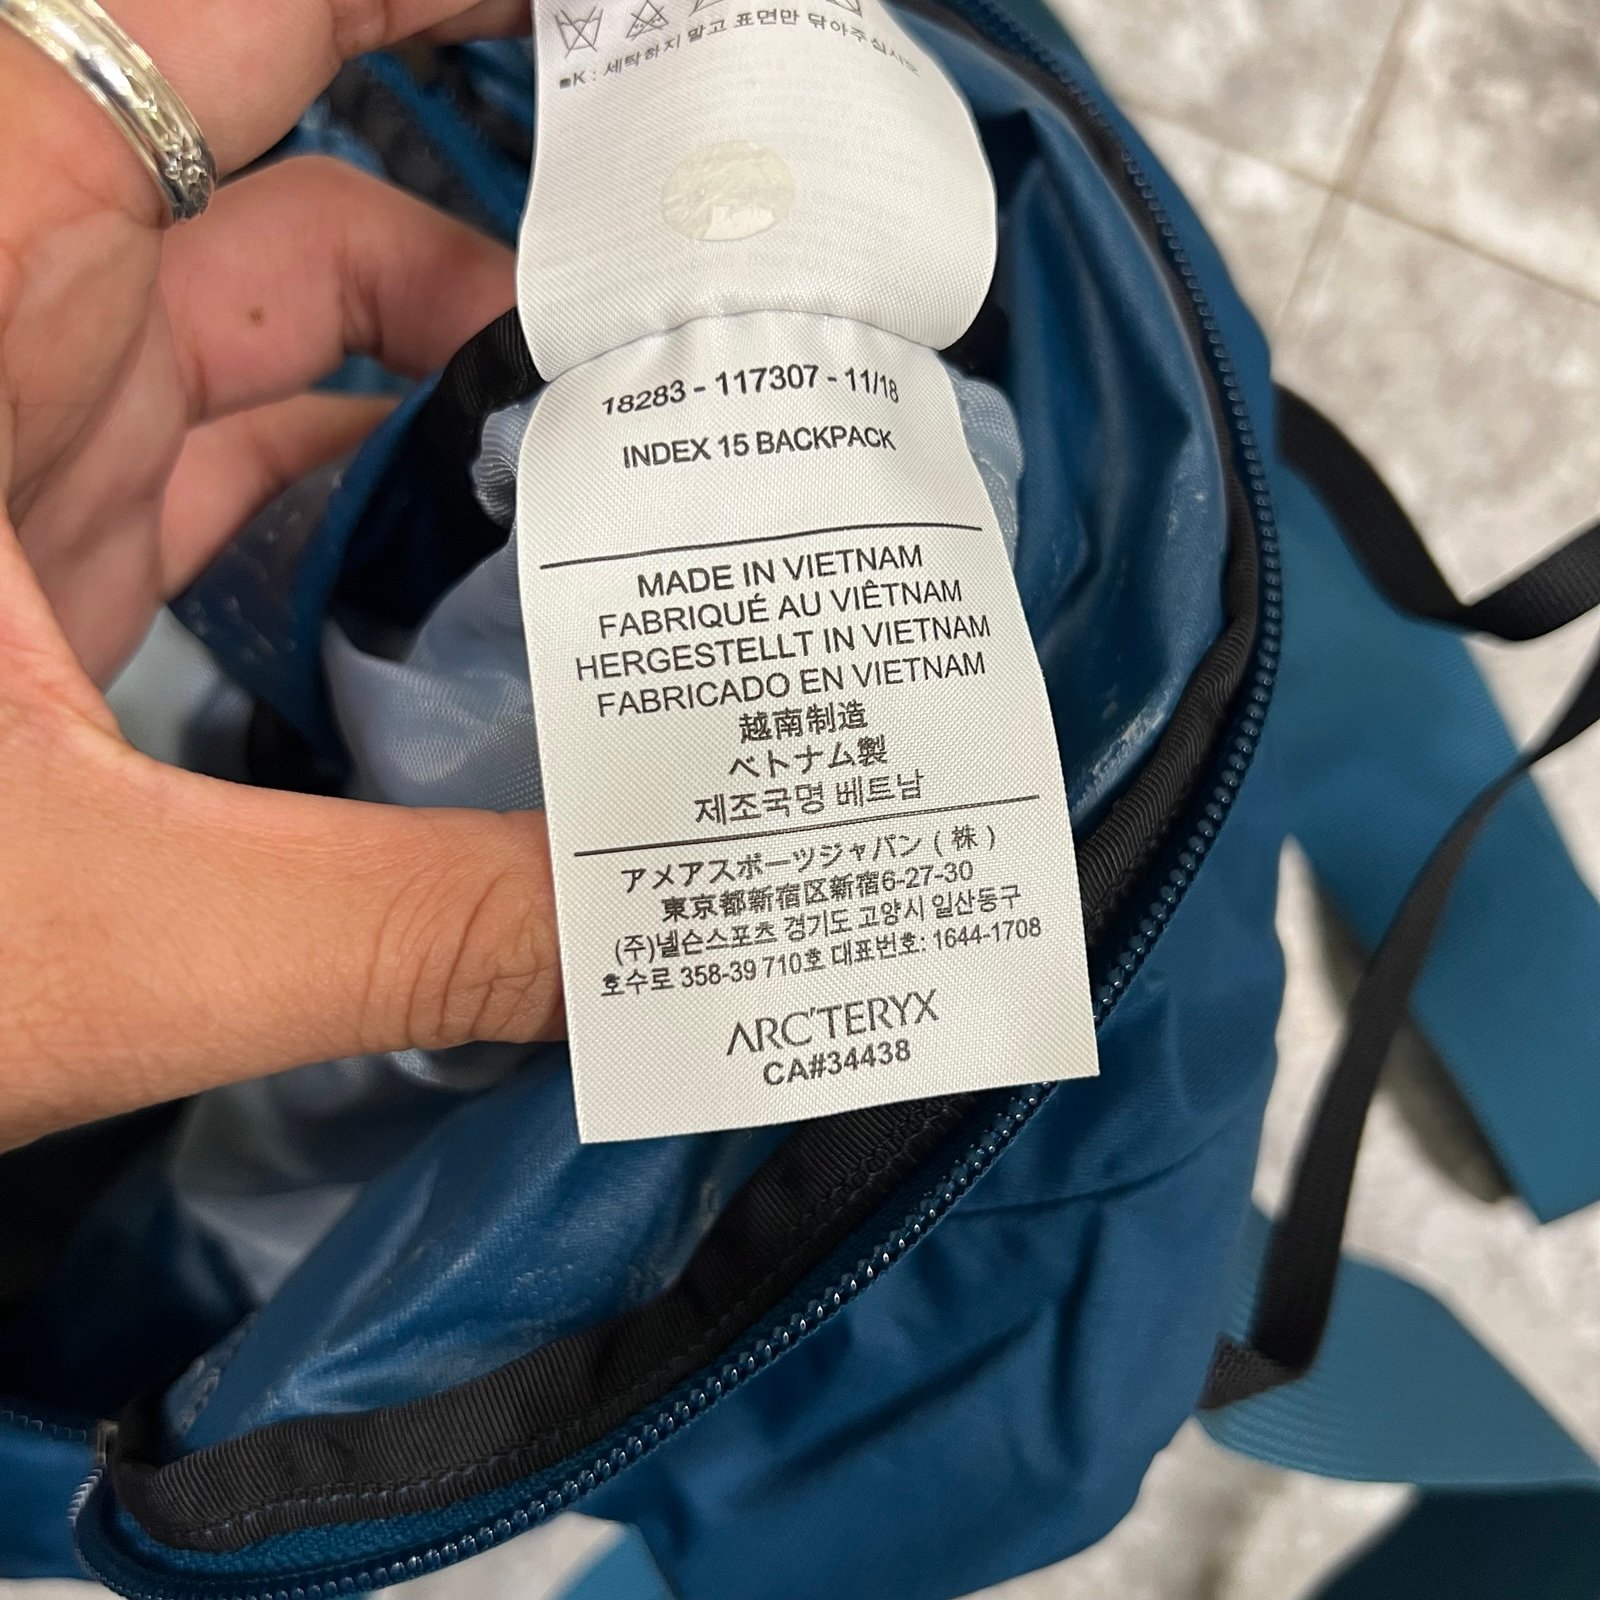 K : 세탁하지 말고 표면만 닦아주십시오
18283 - 117307 - 11/18
INDEX 15 BACKPACK
MADE IN VIETNAM
FABRIQUÉ AU VIÊTNAM
HERGESTELLT IN VIETNAM
FABRICADO EN VIETNAM
越南制造
ベトナム製
제조국명 베트남
アメアスポーツジャパン ( 株 )
東京都新宿区新宿6-27-30
(주)넬슨스포츠 경기도 고양시 일산동구
호수로 358-39 710호 대표번호: 1644-1708
ARC'TERYX
CA#34438